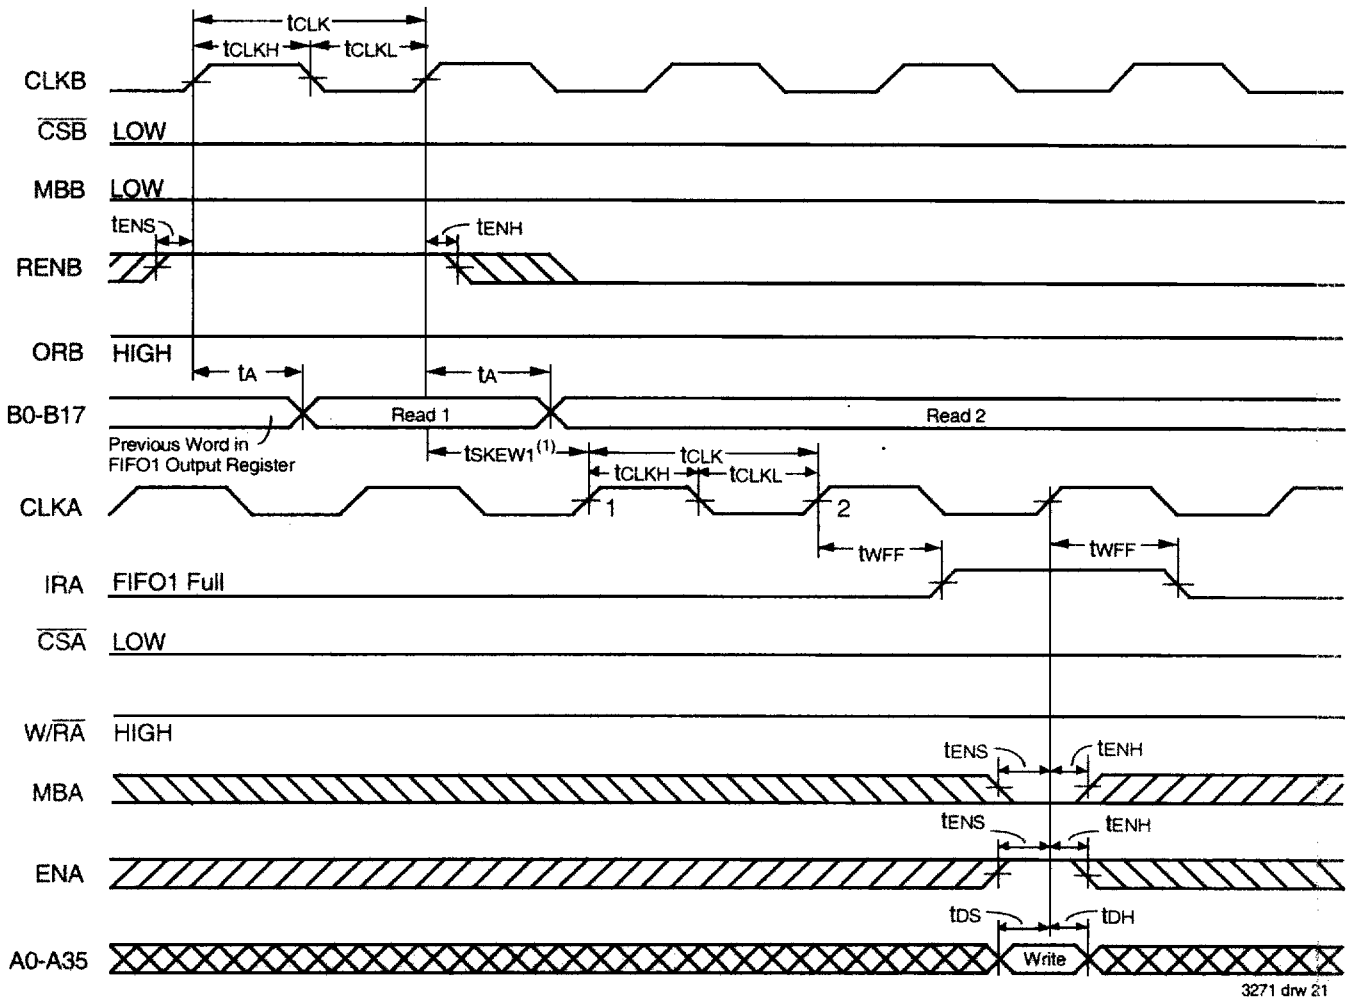 tCLK
tCLKH tCLKL
CLKB
CSB LOW
MBB LOW
tENS tENH
RENB
ORB HIGH
tA tA
B0-B17 Read 1 Read 2
Previous Word in
FIFO1 Output Register
tSKEW1(1) tCLK
tCLKH tCLKL
CLKA 1 2
tWFF tWFF
IRA FIFO1 Full
CSA LOW
W/RA HIGH
tENS tENH
MBA
tENS tENH
ENA
tDS tDH
A0-A35 Write
3271 drw 21